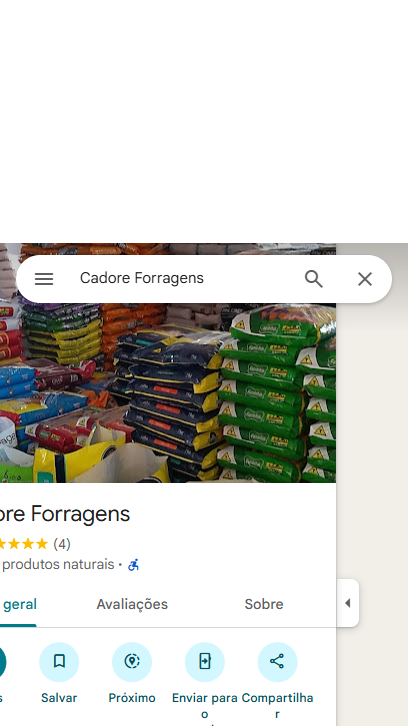 Cadore Forragens
ore Forragens
(4)
produtos naturais ·
geral
Avaliações
Sobre
s
Salvar
Próximo
Enviar para o
Compartilhar